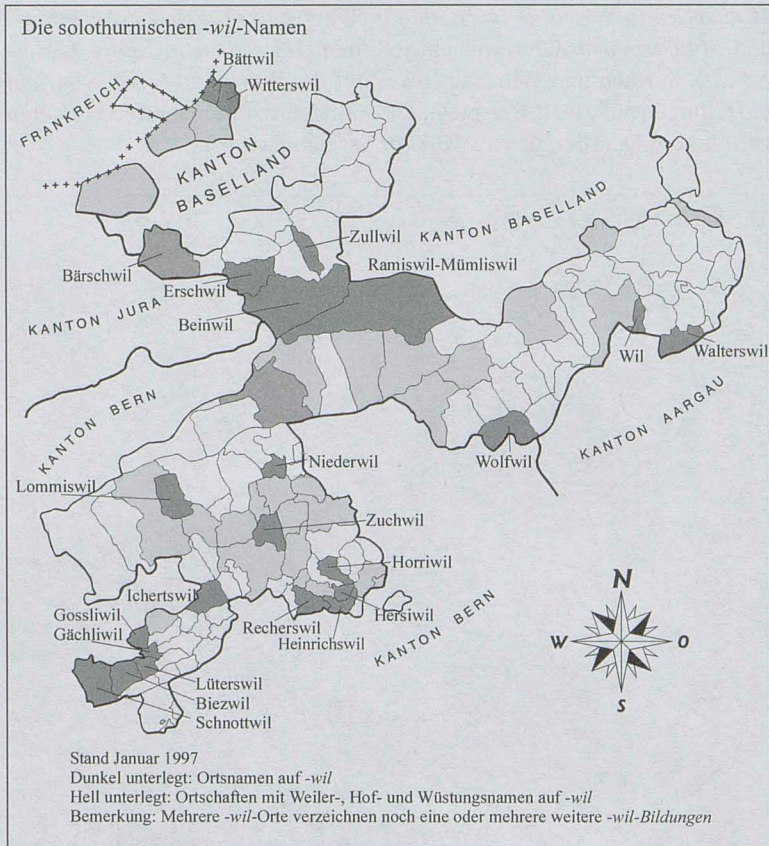 Die solothurnischen -wil-Namen
Bättwil
Witterswil
FRANKREICH
KANTON
BASELLAND
Zullwil
KANTON BASELLAND
Bärschwil
Ramiswil-Mümliswil
Erschwil
KANTON JURA
Beinwil
Wil
Walterswil
KANTON BERN
KANTON AARGAU
Wolfwil
Niederwil
Lommiswil
Zuchwil
Horriwil
Ichertswil
Gossliwil
Gächliwil
Recherswil
Hersiwil
Heinrichswil
KANTON BERN
N
W
O
S
Lüterswil
Biezwil
Schnottwil
Stand Januar 1997
Dunkel unterlegt: Ortsnamen auf -wil
Hell unterlegt: Ortschaften mit Weiler-, Hof- und Wüstungsnamen auf -wil
Bemerkung: Mehrere -wil-Orte verzeichnen noch eine oder mehrere weitere -wil-Bildungen